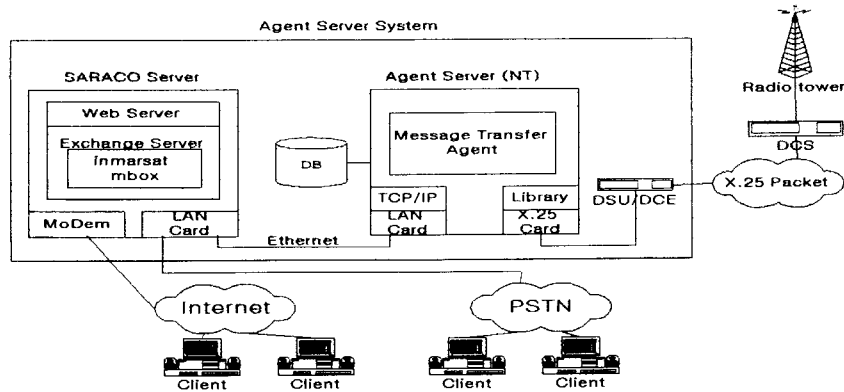 Agent Server System
SARACO Server
Agent Server (NT)
Web Server
Exchange Server
inmarsat
mbox
MoDem
LAN
Card
Ethernet
DB
Message Transfer
Agent
TCP/IP
LAN
Card
Library
X.25
Card
DSU/DCE
Radio tower
DCS
X.25 Packet
Internet
PSTN
Client
Client
Client
Client